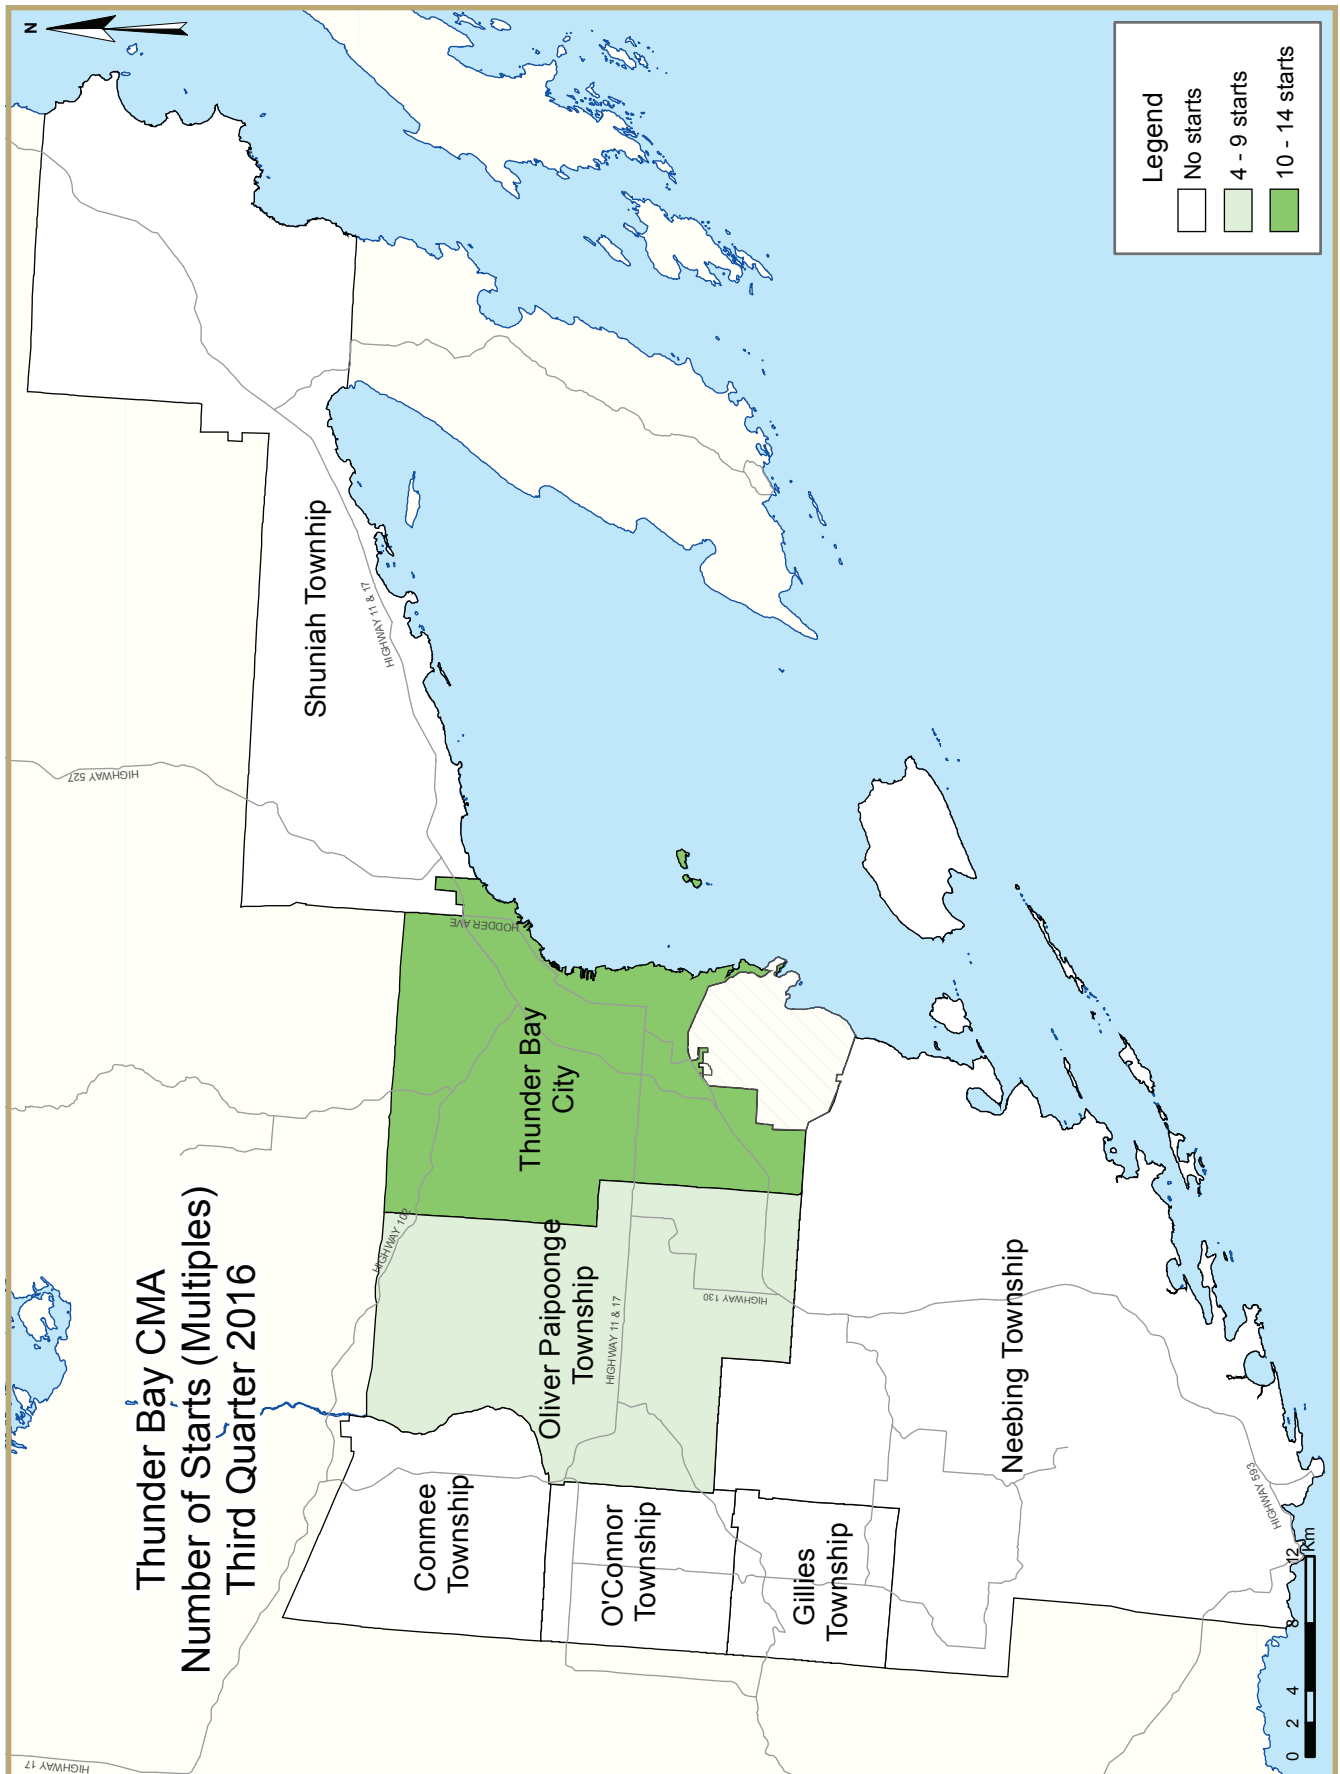 Thunder Bay CMA
Number of Starts (Multiples)
Third Quarter 2016
N
HIGHWAY 17
HIGHWAY 527
HIGHWAY 102
HODDER AVE
HIGHWAY 11 & 17
Shuniah Townhip
Thunder Bay
City
Oliver Paipoonge
Township
HIGHWAY 11 & 17
HIGHWAY 130
Conmee
Township
O'Connor
Township
Gillies
Township
Neebing Township
HIGHWAY 593
0 2 4 8 12
Km
Legend
No starts
4 - 9 starts
10 - 14 starts